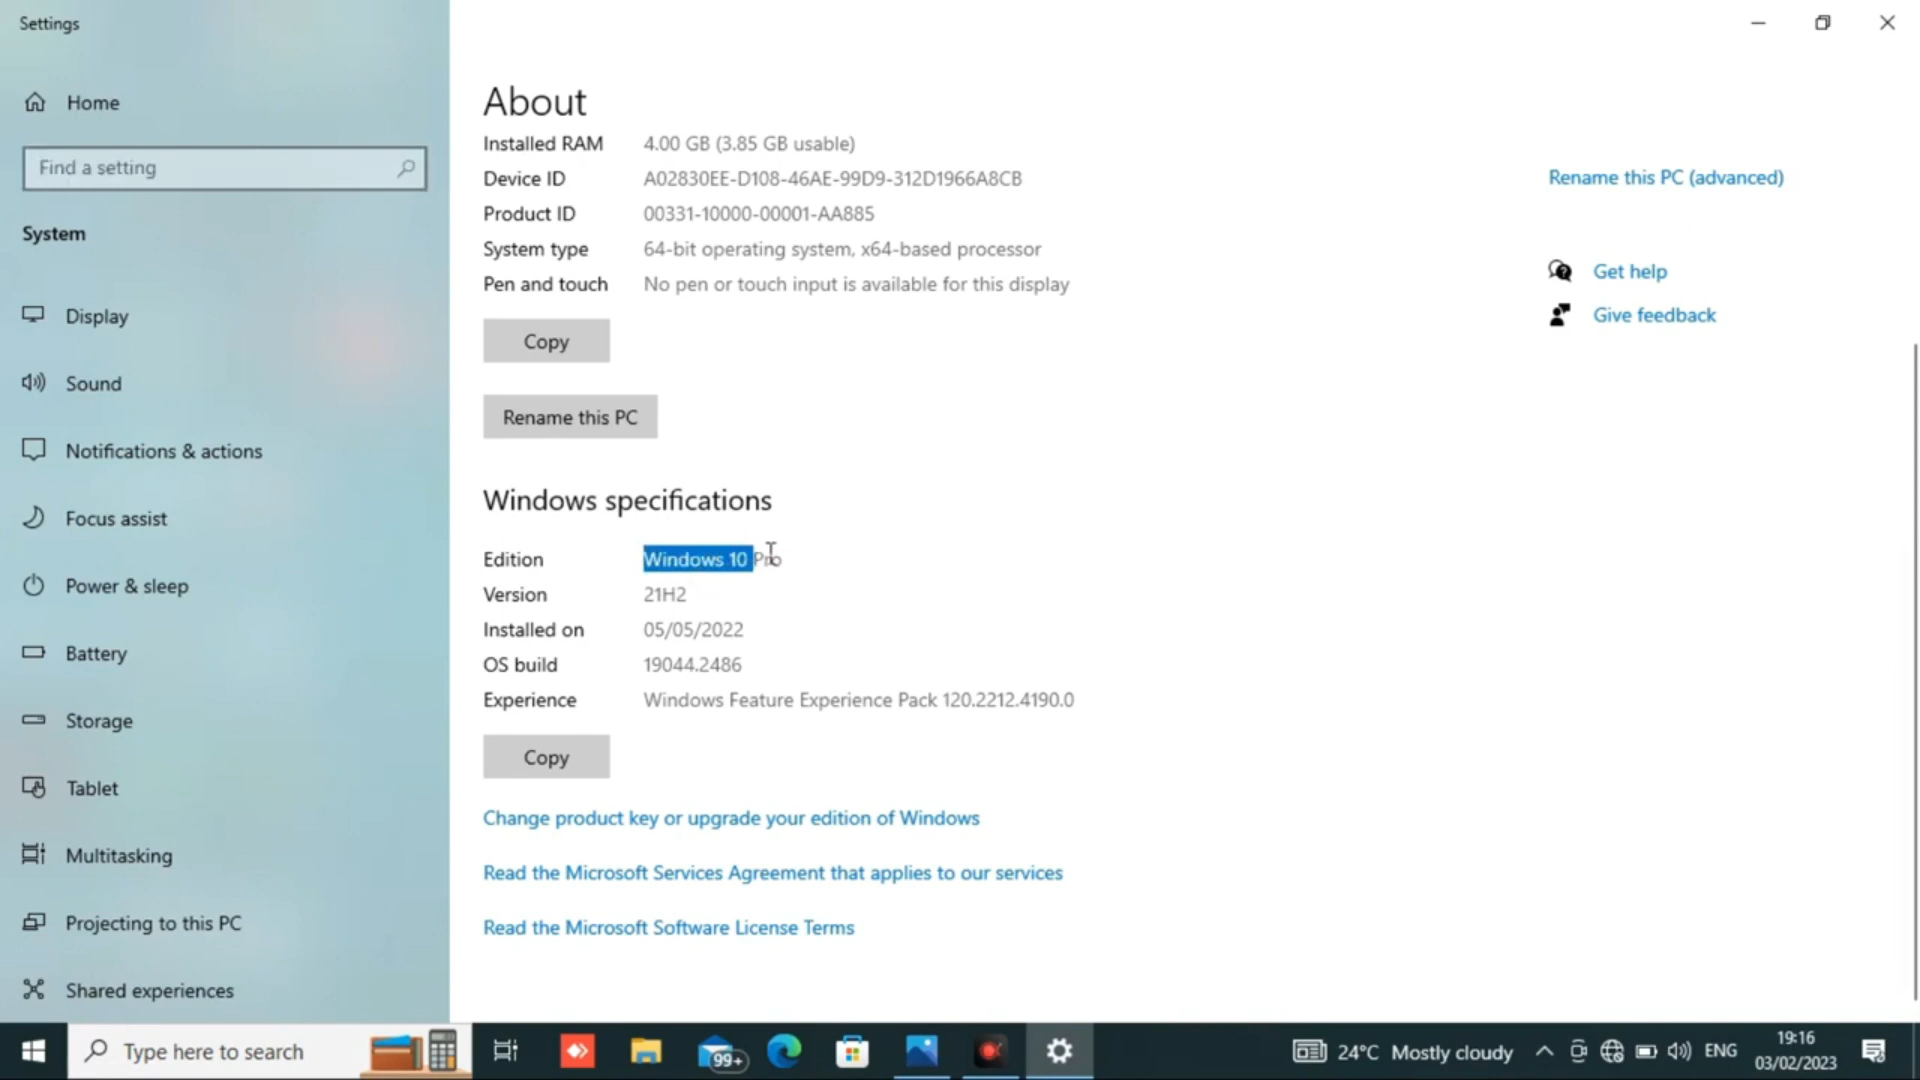 Settings
Home
Find a setting
System
Display
Sound
Notifications & actions
Focus assist
Power & sleep
Battery
Storage
Tablet
Multitasking
Projecting to this PC
Shared experiences
About
Installed RAM 4.00 GB (3.85 GB usable)
Device ID A02830EE-D108-46AE-99D9-312D1966A8CB
Product ID 00331-10000-00001-AA885
System type 64-bit operating system, x64-based processor
Pen and touch No pen or touch input is available for this display
Copy
Rename this PC
Windows specifications
Edition Windows 10 Pro
Version 21H2
Installed on 05/05/2022
OS build 19044.2486
Experience Windows Feature Experience Pack 120.2212.4190.0
Copy
Change product key or upgrade your edition of Windows
Read the Microsoft Services Agreement that applies to our services
Read the Microsoft Software License Terms
Rename this PC (advanced)
Get help
Give feedback
Type here to search
99+
24°C Mostly cloudy
ENG
19:16
03/02/2023